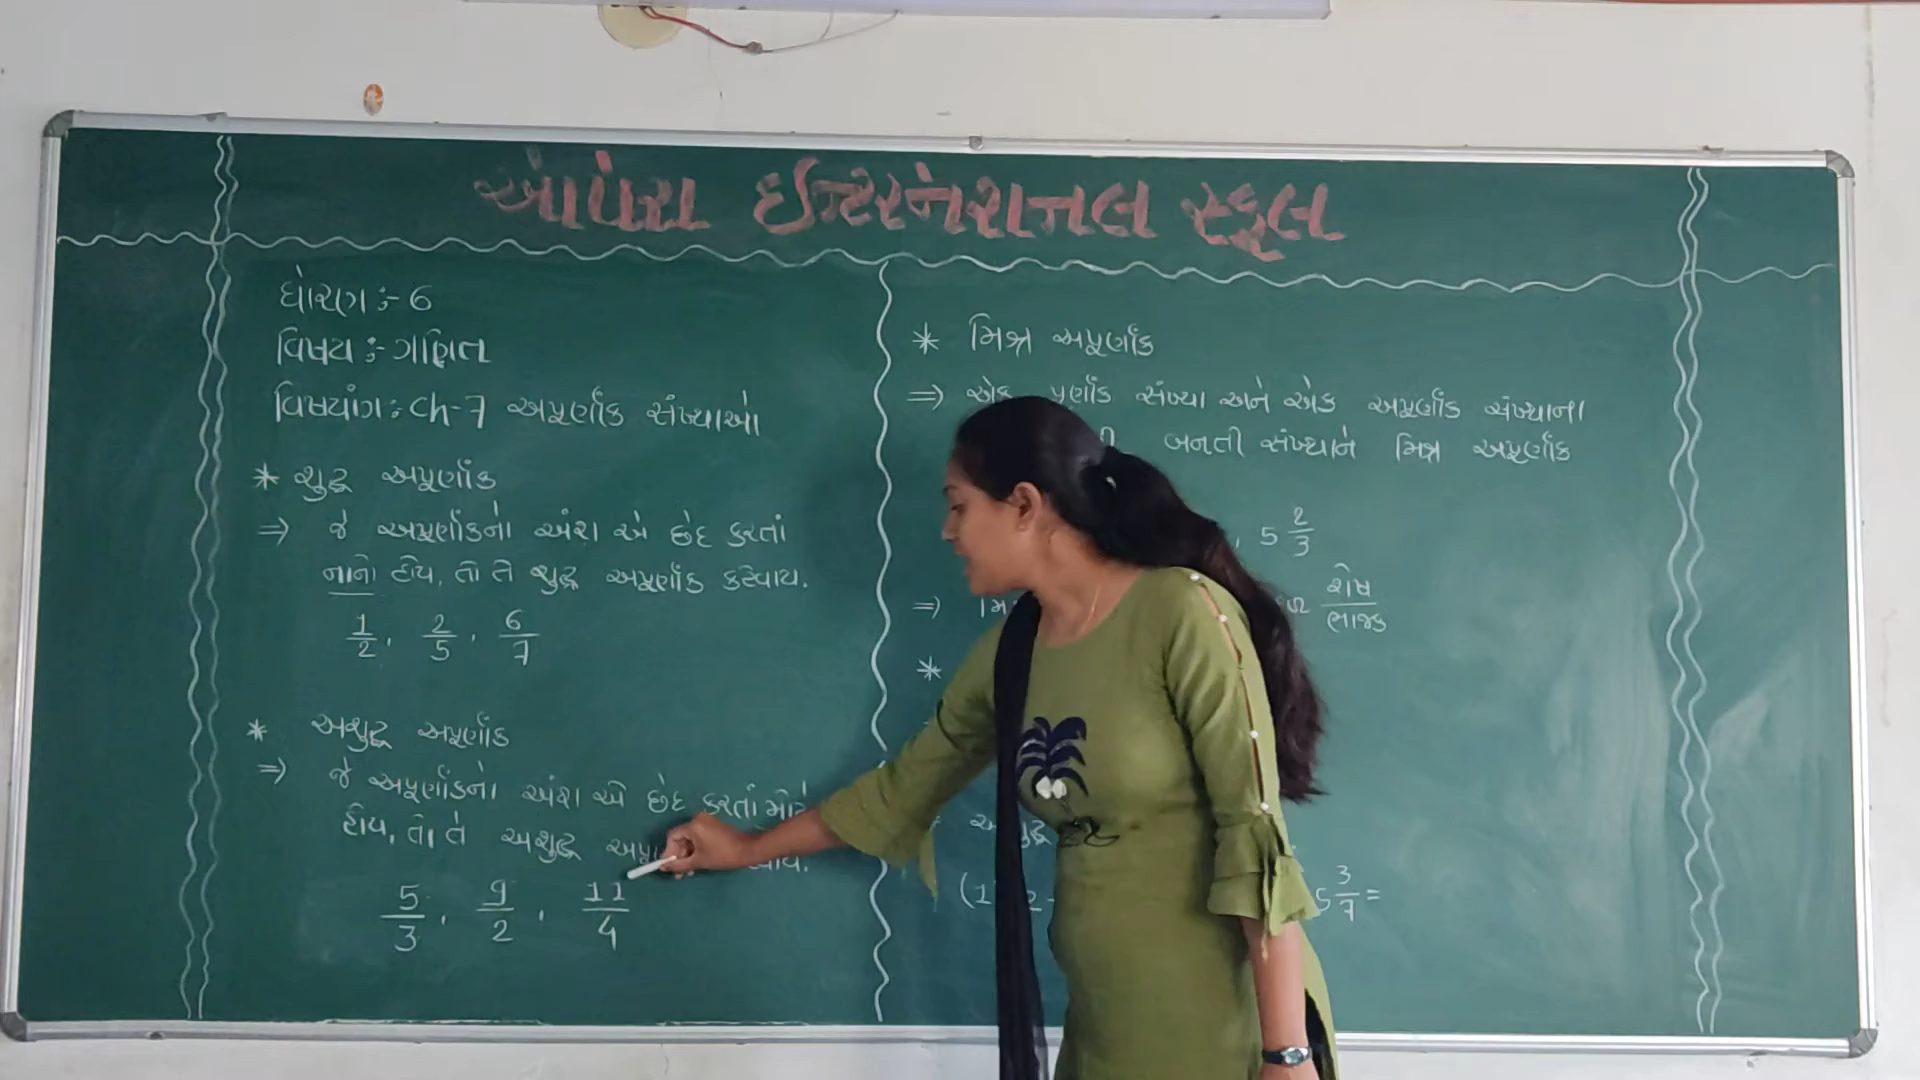 ઇન્ટરનેશનલ સ્કૂલ
ધોરણ :- 6
વિષય :- ગણિત
વિષયાંગ : Ch-7 અપૂર્ણાંક સંખ્યાઓ
* શુદ્ધ અપૂર્ણાંક
⇒ જે અપૂર્ણાંકનો અંશ એ છેદ કરતાં
નાનો હોય, તો તે શુદ્ધ અપૂર્ણાંક કહેવાય.
1/2, 2/5, 6/7
* અશુદ્ધ અપૂર્ણાંક
⇒ જે અપૂર્ણાંકનો અંશ એ છેદ કરતાં
હોય, તો તે અશુદ્ધ
5/3, 9/2, 11/4
* મિશ્ર અપૂર્ણાંક
⇒ એક પૂર્ણાંક સંખ્યા અને એક અપૂર્ણાંક સંખ્યાના
બનતી સંખ્યાને મિશ્ર અપૂર્ણાંક
, 5 2/3
⇒ શેષ/ભાજક
*
(1) 5 3/7 =